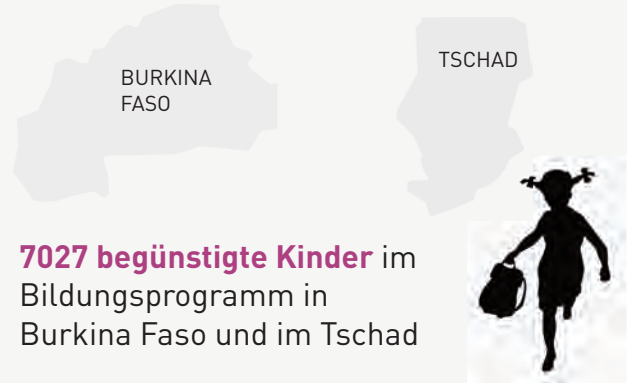 BURKINA
FASO
TSCHAD
7027 begünstigte Kinder im
Bildungsprogramm in
Burkina Faso und im Tschad